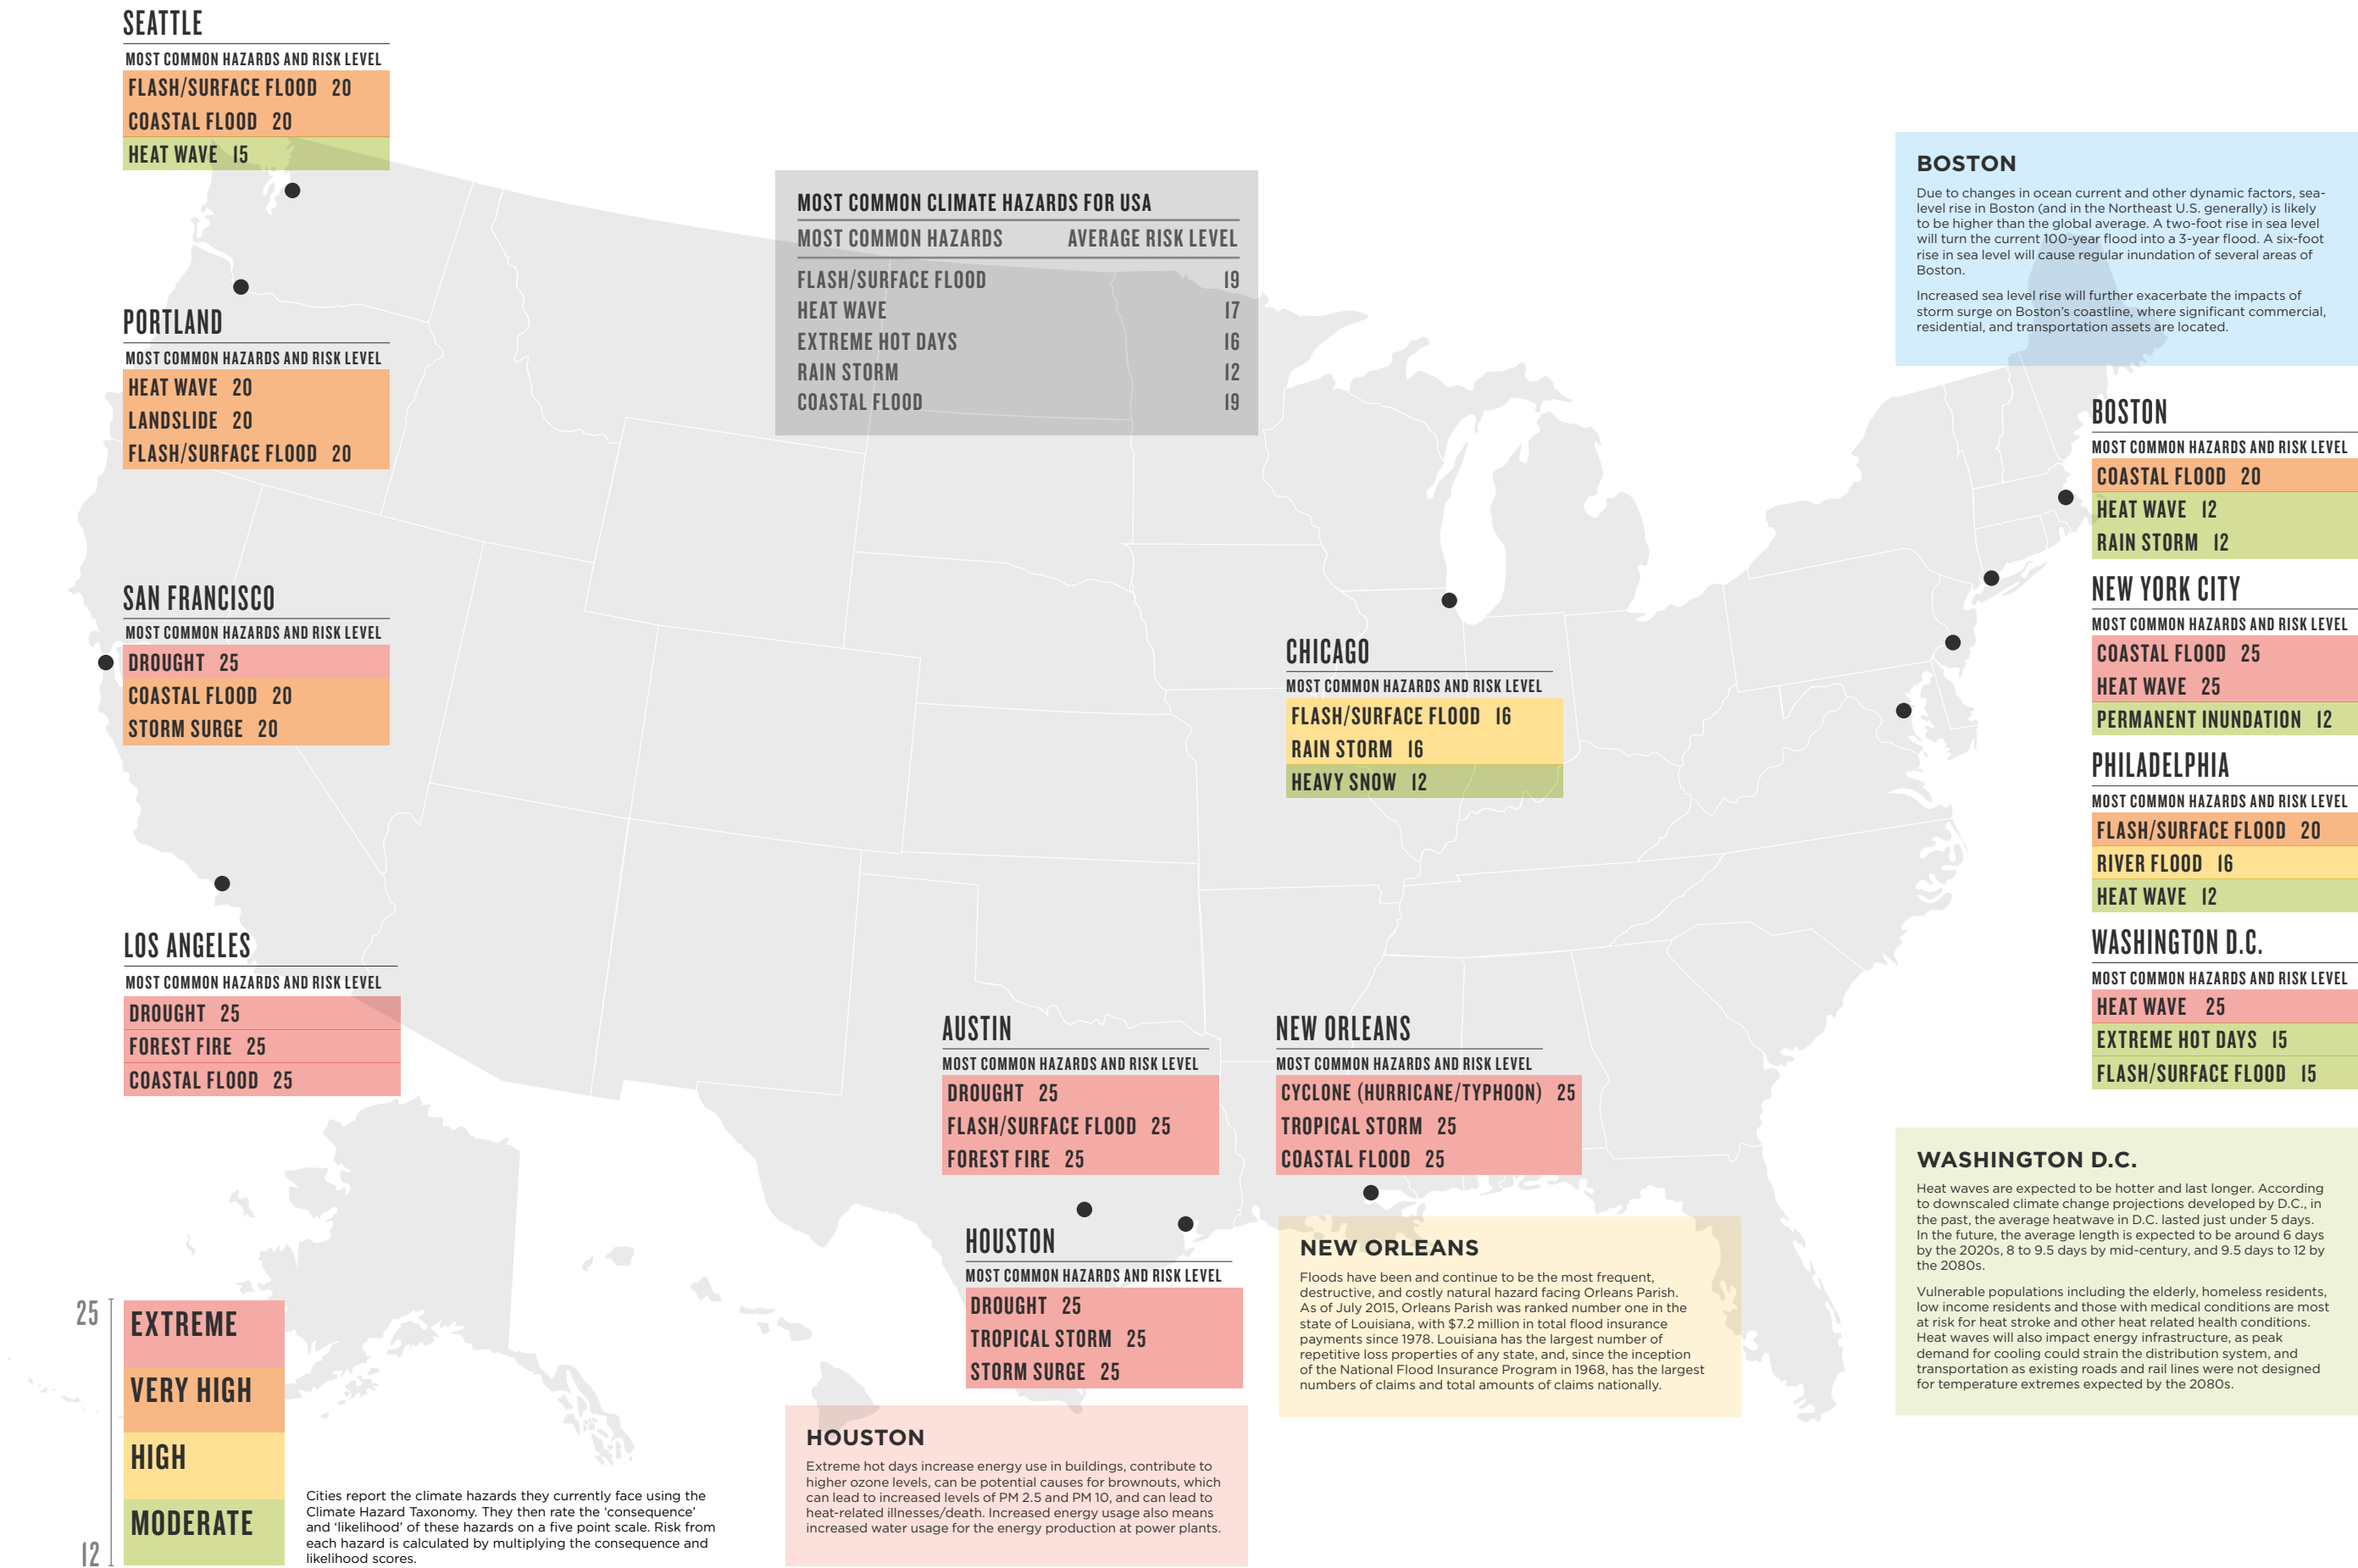 SEATTLE
MOST COMMON HAZARDS AND RISK LEVEL
FLASH/SURFACE FLOOD 20
COASTAL FLOOD 20
HEAT WAVE 15
PORTLAND
MOST COMMON HAZARDS AND RISK LEVEL
HEAT WAVE 20
LANDSLIDE 20
FLASH/SURFACE FLOOD 20
SAN FRANCISCO
MOST COMMON HAZARDS AND RISK LEVEL
DROUGHT 25
COASTAL FLOOD 20
STORM SURGE 20
LOS ANGELES
MOST COMMON HAZARDS AND RISK LEVEL
DROUGHT 25
FOREST FIRE 25
COASTAL FLOOD 25
25
EXTREME
VERY HIGH
HIGH
MODERATE
12
Cities report the climate hazards they currently face using the
Climate Hazard Taxonomy. They then rate the ‘consequence’
and ‘likelihood’ of these hazards on a five point scale. Risk from
each hazard is calculated by multiplying the consequence and
likelihood scores.
MOST COMMON CLIMATE HAZARDS FOR USA
MOST COMMON HAZARDS AVERAGE RISK LEVEL
FLASH/SURFACE FLOOD 19
HEAT WAVE 17
EXTREME HOT DAYS 16
RAIN STORM 12
COASTAL FLOOD 19
CHICAGO
MOST COMMON HAZARDS AND RISK LEVEL
FLASH/SURFACE FLOOD 16
RAIN STORM 16
HEAVY SNOW 12
AUSTIN
MOST COMMON HAZARDS AND RISK LEVEL
DROUGHT 25
FLASH/SURFACE FLOOD 25
FOREST FIRE 25
HOUSTON
MOST COMMON HAZARDS AND RISK LEVEL
DROUGHT 25
TROPICAL STORM 25
STORM SURGE 25
HOUSTON
Extreme hot days increase energy use in buildings, contribute to
higher ozone levels, can be potential causes for brownouts, which
can lead to increased levels of PM 2.5 and PM 10, and can lead to
heat-related illnesses/death. Increased energy usage also means
increased water usage for the energy production at power plants.
NEW ORLEANS
MOST COMMON HAZARDS AND RISK LEVEL
CYCLONE (HURRICANE/TYPHOON) 25
TROPICAL STORM 25
COASTAL FLOOD 25
NEW ORLEANS
Floods have been and continue to be the most frequent,
destructive, and costly natural hazard facing Orleans Parish.
As of July 2015, Orleans Parish was ranked number one in the
state of Louisiana, with $7.2 million in total flood insurance
payments since 1978. Louisiana has the largest number of
repetitive loss properties of any state, and, since the inception
of the National Flood Insurance Program in 1968, has the largest
numbers of claims and total amounts of claims nationally.
BOSTON
Due to changes in ocean current and other dynamic factors, sea-
level rise in Boston (and in the Northeast U.S. generally) is likely
to be higher than the global average. A two-foot rise in sea level
will turn the current 100-year flood into a 3-year flood. A six-foot
rise in sea level will cause regular inundation of several areas of
Boston.
Increased sea level rise will further exacerbate the impacts of
storm surge on Boston’s coastline, where significant commercial,
residential, and transportation assets are located.
BOSTON
MOST COMMON HAZARDS AND RISK LEVEL
COASTAL FLOOD 20
HEAT WAVE 12
RAIN STORM 12
NEW YORK CITY
MOST COMMON HAZARDS AND RISK LEVEL
COASTAL FLOOD 25
HEAT WAVE 25
PERMANENT INUNDATION 12
PHILADELPHIA
MOST COMMON HAZARDS AND RISK LEVEL
FLASH/SURFACE FLOOD 20
RIVER FLOOD 16
HEAT WAVE 12
WASHINGTON D.C.
MOST COMMON HAZARDS AND RISK LEVEL
HEAT WAVE 25
EXTREME HOT DAYS 15
FLASH/SURFACE FLOOD 15
WASHINGTON D.C.
Heat waves are expected to be hotter and last longer. According
to downscaled climate change projections developed by D.C., in
the past, the average heatwave in D.C. lasted just under 5 days.
In the future, the average length is expected to be around 6 days
by the 2020s, 8 to 9.5 days by mid-century, and 9.5 days to 12 by
the 2080s.
Vulnerable populations including the elderly, homeless residents,
low income residents and those with medical conditions are most
at risk for heat stroke and other heat related health conditions.
Heat waves will also impact energy infrastructure, as peak
demand for cooling could strain the distribution system, and
transportation as existing roads and rail lines were not designed
for temperature extremes expected by the 2080s.